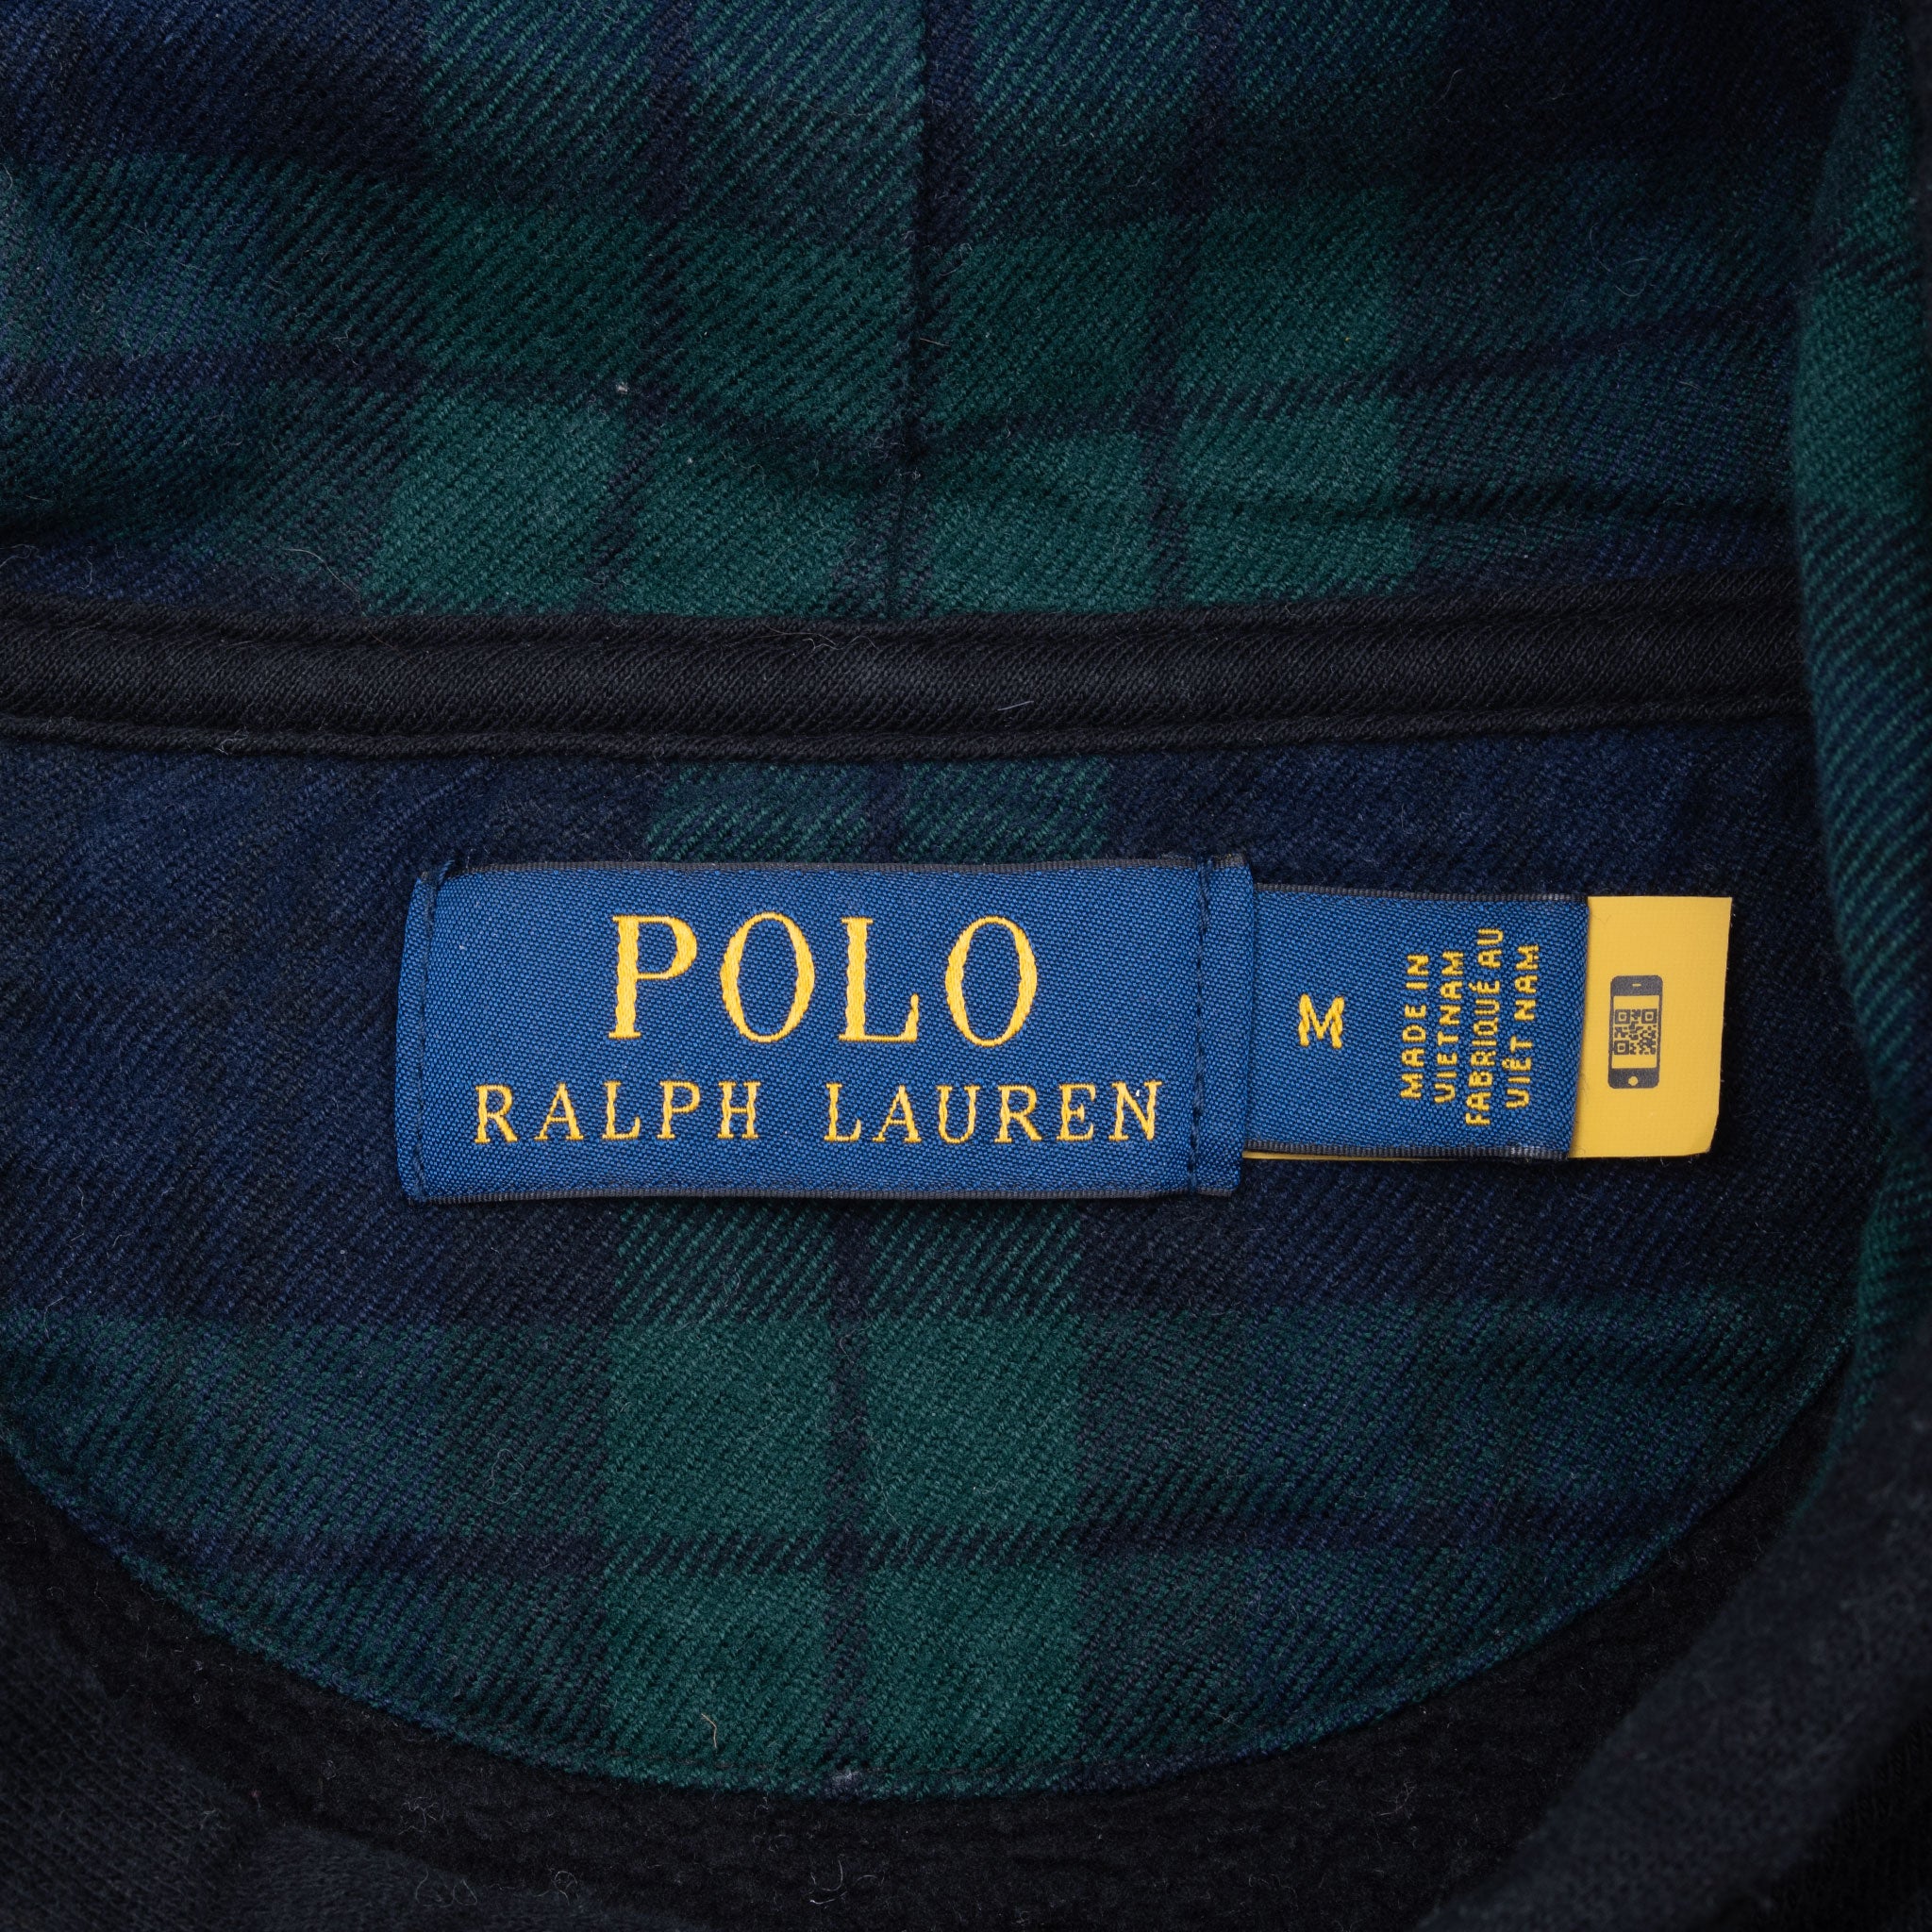 POLO
RALPH LAUREN
M
MADE IN
VIETNAM
FABRIQUÉ AU
VIÊT NAM